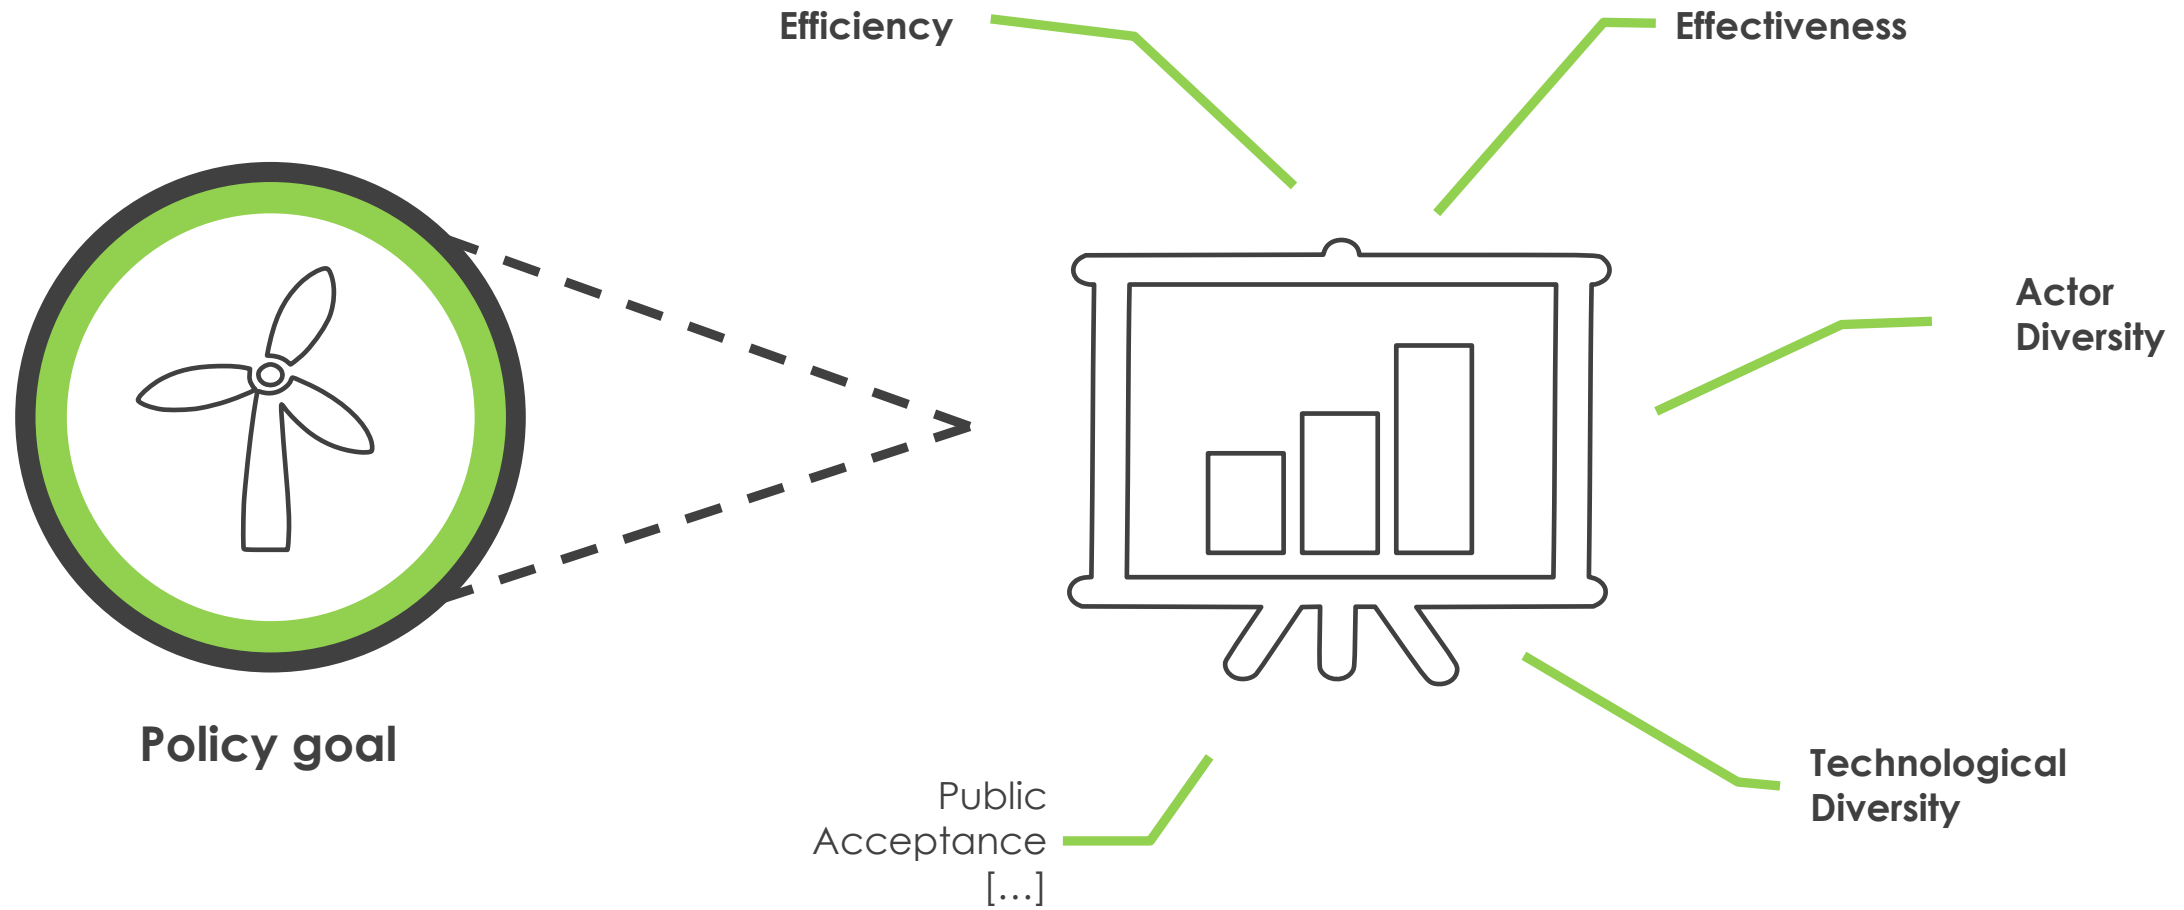 Efficiency
Effectiveness
Actor
Diversity
Policy goal
Technological
Diversity
Public
Acceptance
[…]